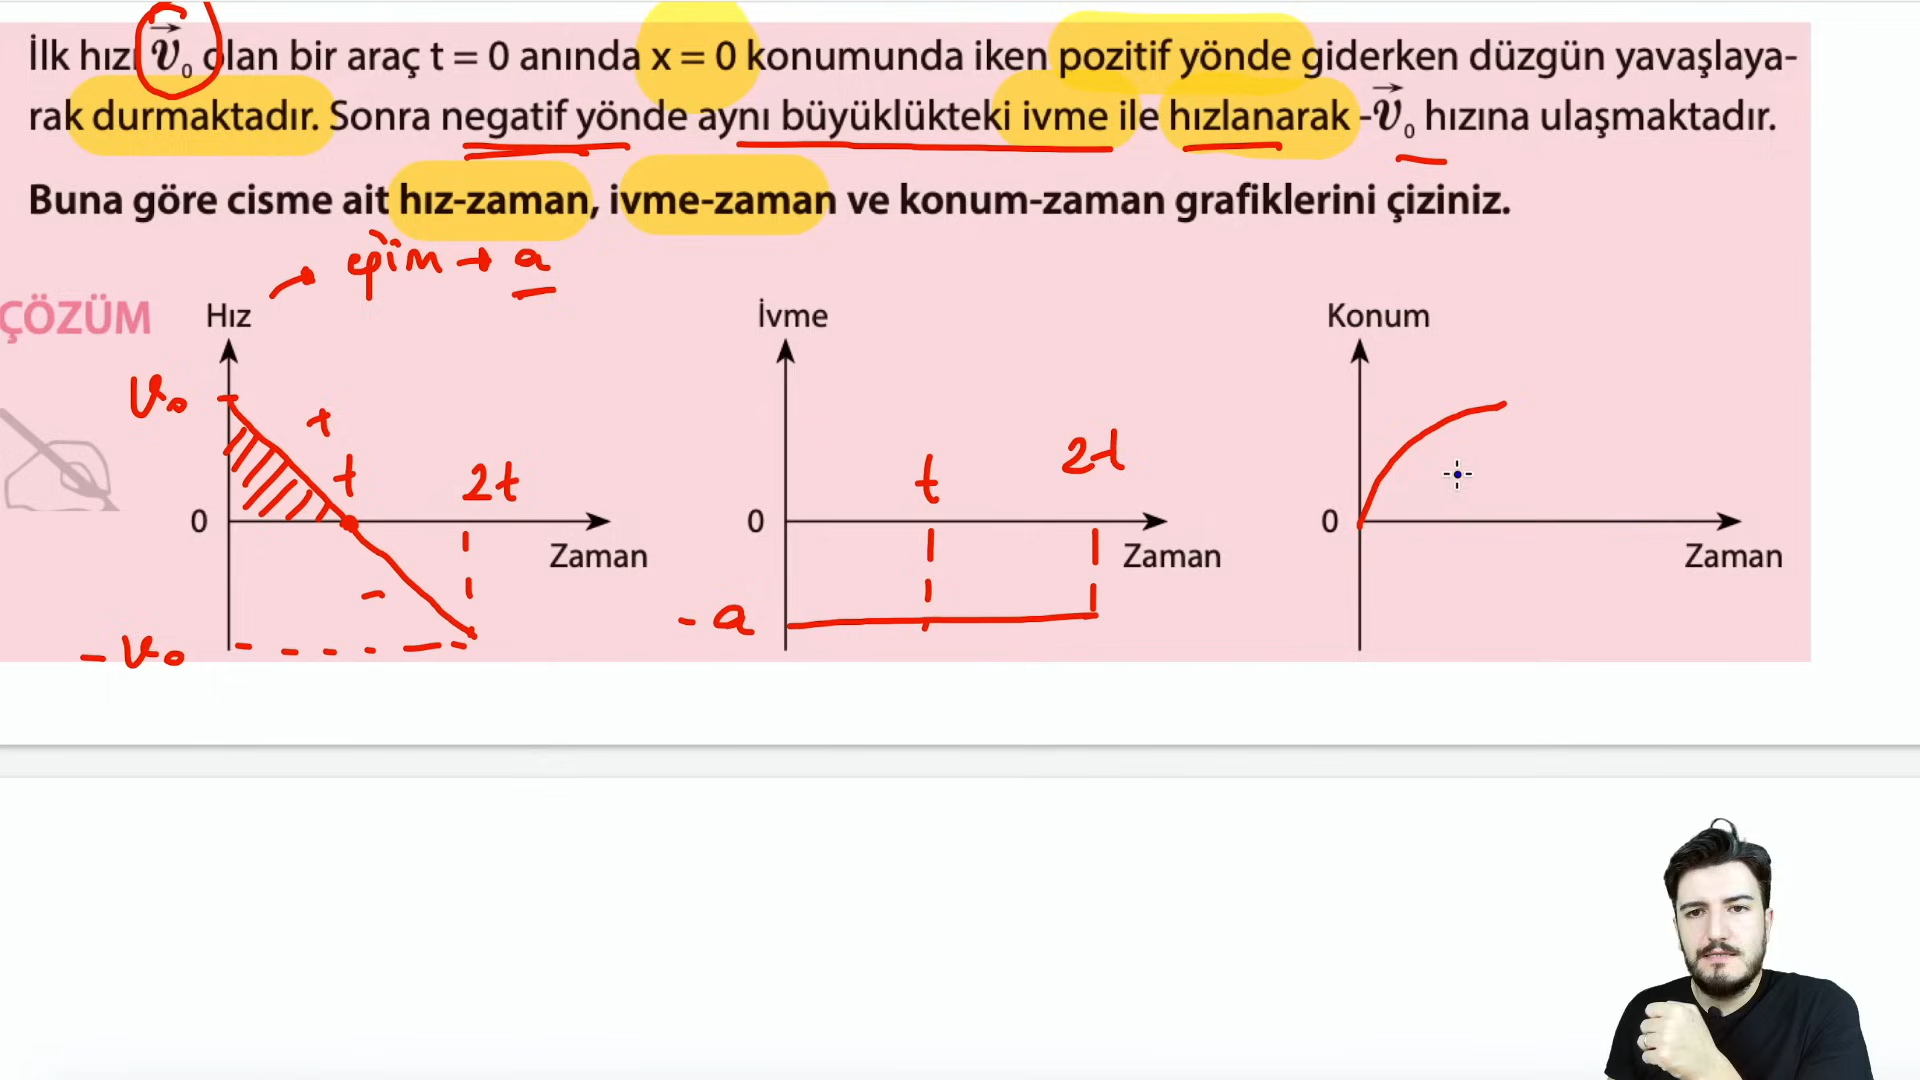 İlk hızı v₀ olan bir araç t = 0 anında x = 0 konumunda iken pozitif yönde giderken düzgün yavaşlaya-
rak durmaktadır. Sonra negatif yönde aynı büyüklükteki ivme ile hızlanarak -v₀ hızına ulaşmaktadır.
Buna göre cisme ait hız-zaman, ivme-zaman ve konum-zaman grafiklerini çiziniz.
eğim → a
ÇÖZÜM
Hız
İvme
Konum
v₀
+
t
2t
t
2t
0
0
0
Zaman
Zaman
Zaman
-
- a
- v₀